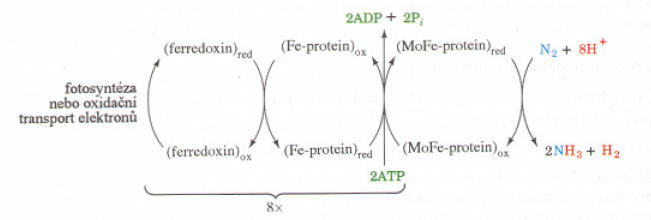 2ADP + 2Pᵢ
(ferredoxin)red (Fe-protein)ox (MoFe-protein)red N₂ + 8H⁺
fotosyntéza
nebo oxidační
transport elektronů
(ferredoxin)ox (Fe-protein)red (MoFe-protein)ox 2NH₃ + H₂
2ATP
8x